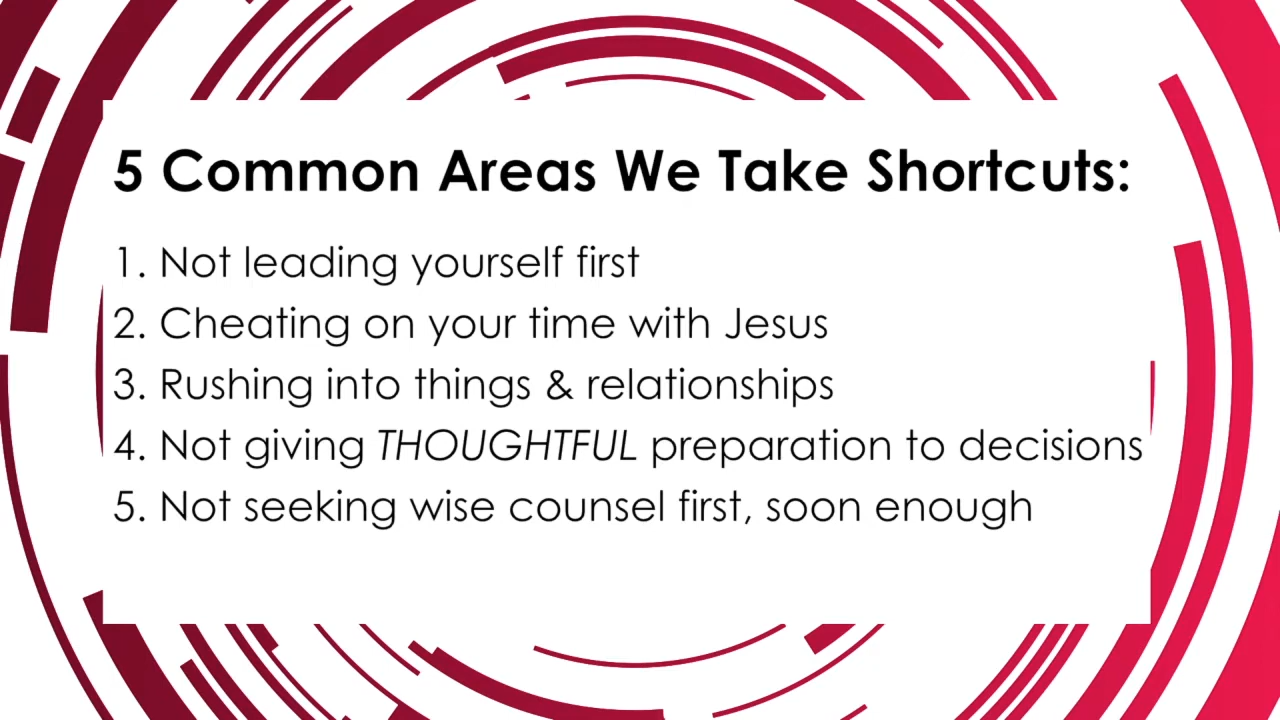 5 Common Areas We Take Shortcuts:
1. Not leading yourself first
2. Cheating on your time with Jesus
3. Rushing into things & relationships
4. Not giving THOUGHTFUL preparation to decisions
5. Not seeking wise counsel first, soon enough